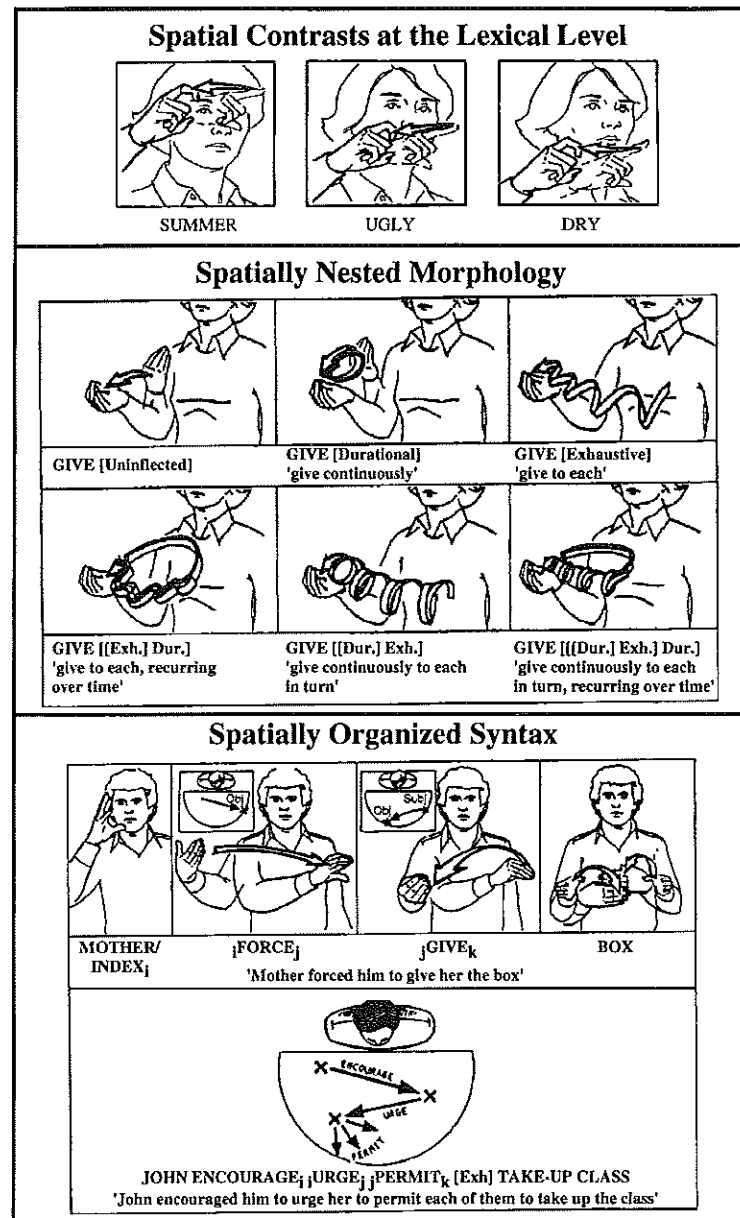 Spatial Contrasts at the Lexical Level
SUMMER UGLY DRY
Spatially Nested Morphology
GIVE [Uninflected]
GIVE [Durational]
'give continuously'
GIVE [Exhaustive]
'give to each'
GIVE [[Exh.] Dur.]
'give to each, recurring
over time'
GIVE [[Dur.] Exh.]
'give continuously to each
in turn'
GIVE [[[Dur.] Exh.] Dur.]
'give continuously to each
in turn, recurring over time'
Spatially Organized Syntax
Obj
Subj
Obj
MOTHER/
INDEXi
iFORCEj
jGIVEk
BOX
'Mother forced him to give her the box'
ENCOURAGE
URGE
PERMIT
JOHN ENCOURAGEi iURGEj jPERMITk [Exh] TAKE-UP CLASS
'John encouraged him to urge her to permit each of them to take up the class'